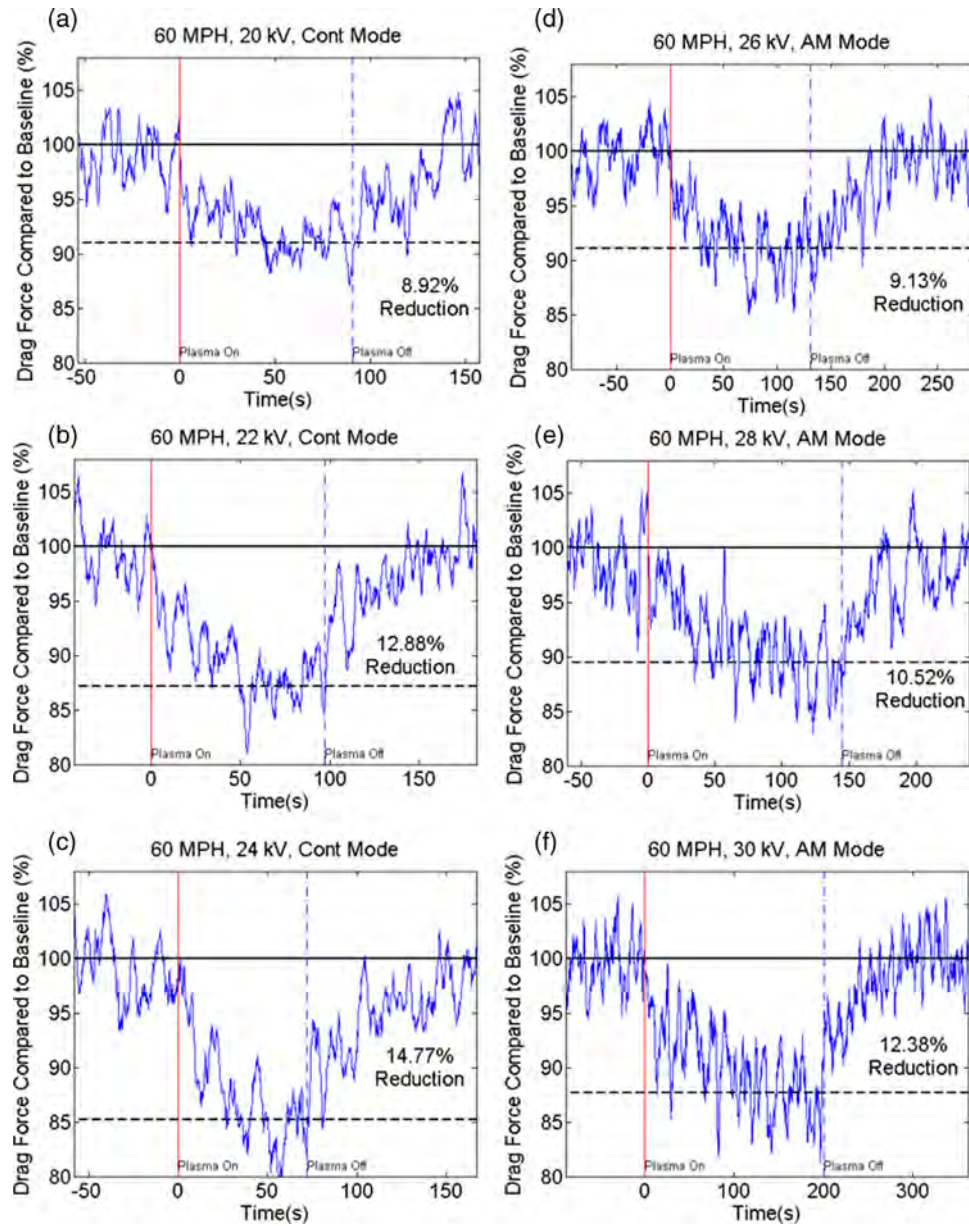 (a)
60 MPH, 20 kV, Cont Mode
Drag Force Compared to Baseline (%)
105
100
95
90
85
80
8.92%
Reduction
Plasma On
Plasma Off
-50
0
50
100
150
Time(s)
(b)
60 MPH, 22 kV, Cont Mode
Drag Force Compared to Baseline (%)
105
100
95
90
85
80
12.88%
Reduction
Plasma On
Plasma Off
0
50
100
150
Time(s)
(c)
60 MPH, 24 kV, Cont Mode
Drag Force Compared to Baseline (%)
105
100
95
90
85
80
14.77%
Reduction
Plasma On
Plasma Off
-50
0
50
100
150
Time(s)
(d)
60 MPH, 26 kV, AM Mode
Drag Force Compared to Baseline (%)
105
100
95
90
85
80
9.13%
Reduction
Plasma On
Plasma Off
-50
0
50
100
150
200
250
Time(s)
(e)
60 MPH, 28 kV, AM Mode
Drag Force Compared to Baseline (%)
105
100
95
90
85
80
10.52%
Reduction
Plasma On
Plasma Off
-50
0
50
100
150
200
Time(s)
(f)
60 MPH, 30 kV, AM Mode
Drag Force Compared to Baseline (%)
105
100
95
90
85
80
12.38%
Reduction
Plasma On
Plasma Off
0
100
200
300
Time(s)